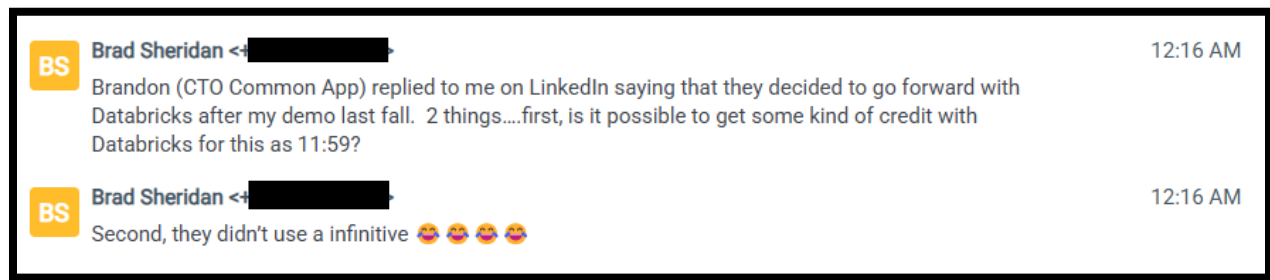 BS
Brad Sheridan <+ > 12:16 AM
Brandon (CTO Common App) replied to me on LinkedIn saying that they decided to go forward with
Databricks after my demo last fall.  2 things....first, is it possible to get some kind of credit with
Databricks for this as 11:59?
BS
Brad Sheridan <+ > 12:16 AM
Second, they didn’t use a infinitive 😂 😂 😂 😂